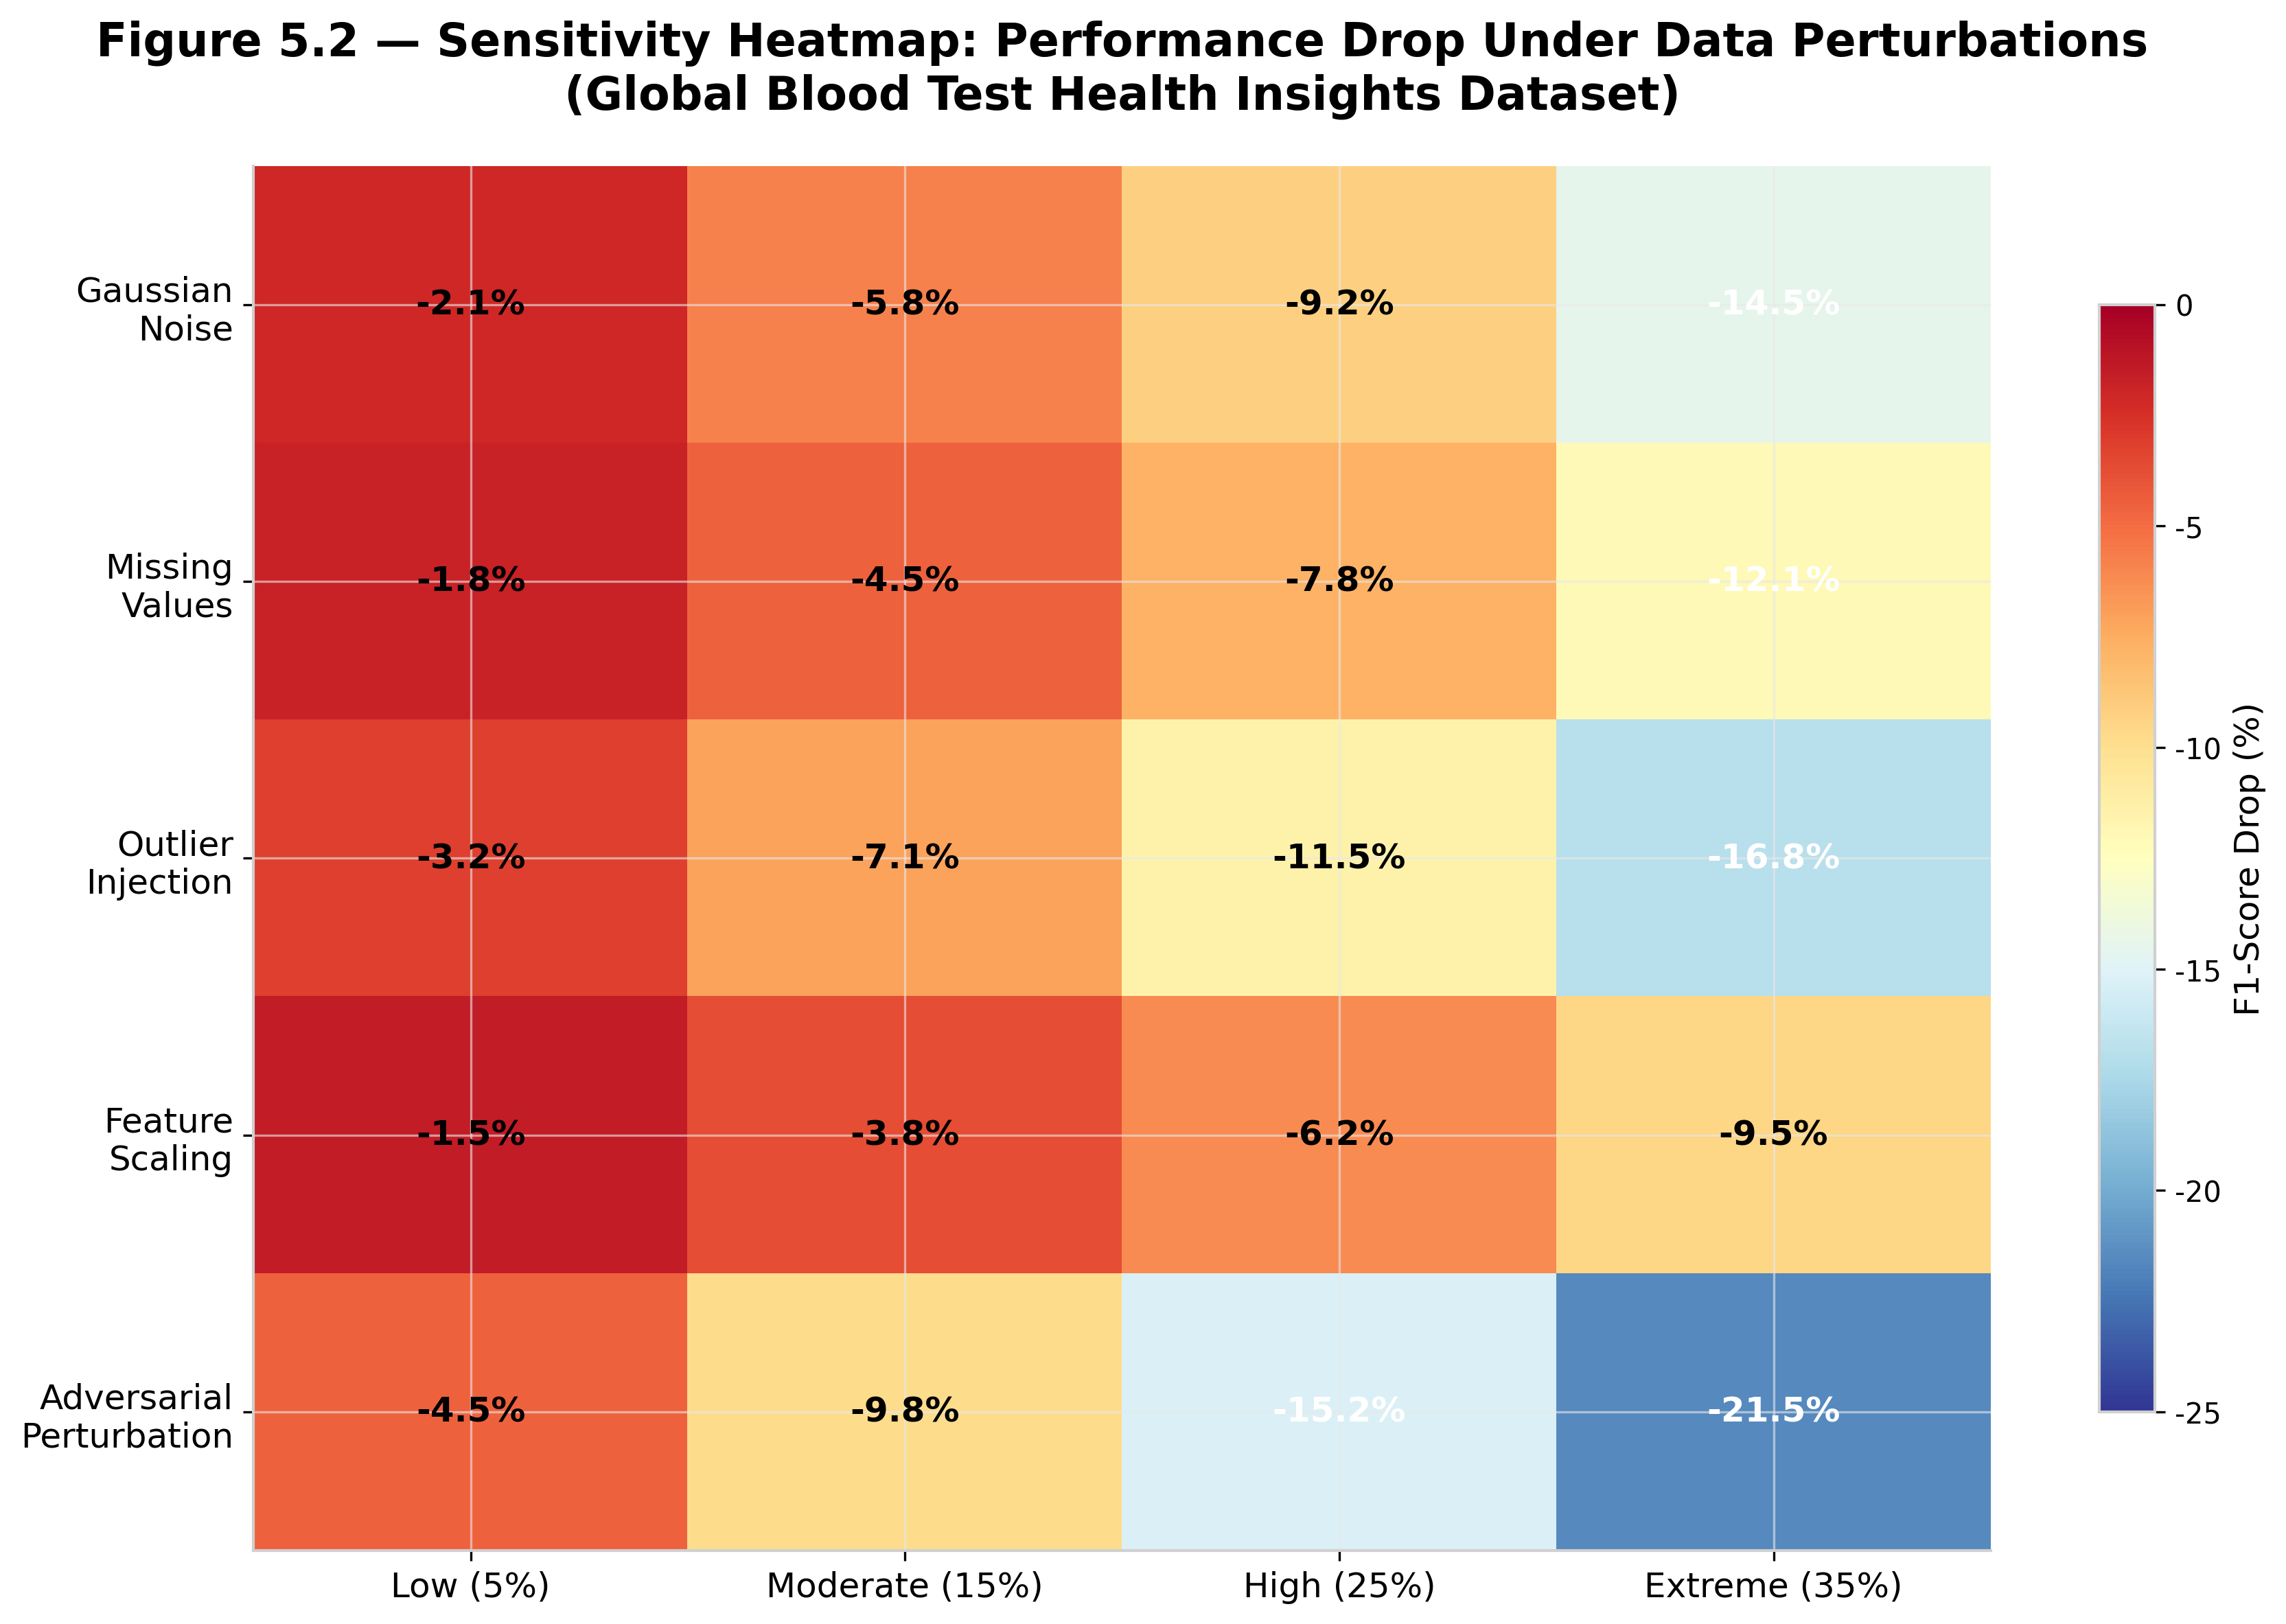 Figure 5.2 — Sensitivity Heatmap: Performance Drop Under Data Perturbations
(Global Blood Test Health Insights Dataset)
Gaussian
Noise
-2.1%
-5.8%
-9.2%
-14.5%
Missing
Values
-1.8%
-4.5%
-7.8%
-12.1%
Outlier
Injection
-3.2%
-7.1%
-11.5%
-16.8%
Feature
Scaling
-1.5%
-3.8%
-6.2%
-9.5%
Adversarial
Perturbation
-4.5%
-9.8%
-15.2%
-21.5%
Low (5%)
Moderate (15%)
High (25%)
Extreme (35%)
0
-5
-10
-15
-20
-25
F1-Score Drop (%)